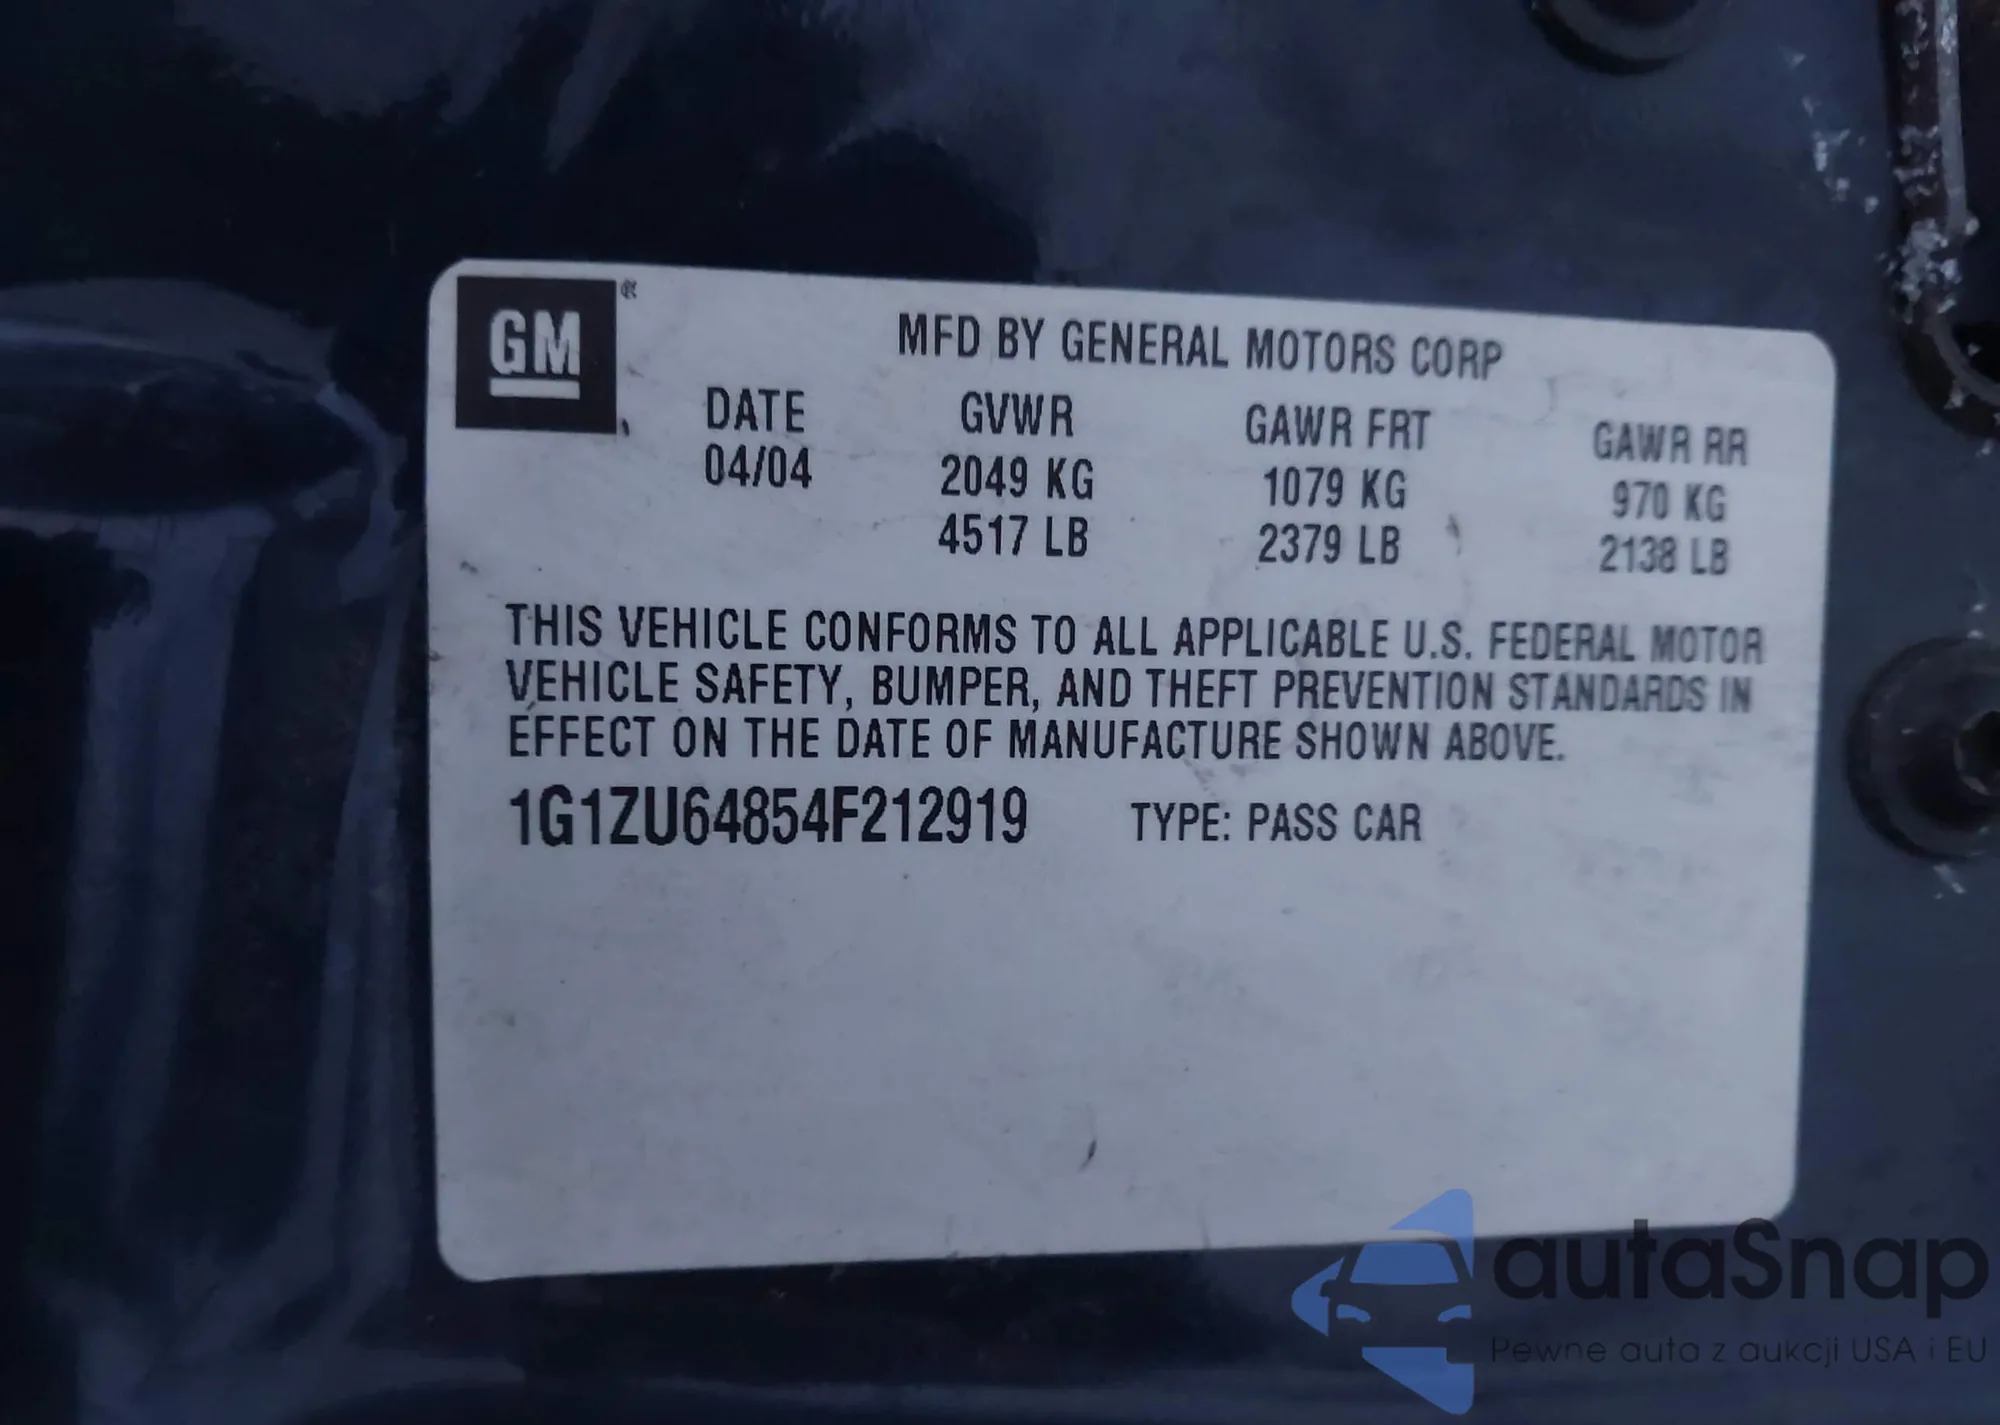 GM
MFD BY GENERAL MOTORS CORP
DATE GVWR GAWR FRT GAWR RR
04/04 2049 KG 1079 KG 970 KG
4517 LB 2379 LB 2138 LB
THIS VEHICLE CONFORMS TO ALL APPLICABLE U.S. FEDERAL MOTOR
VEHICLE SAFETY, BUMPER, AND THEFT PREVENTION STANDARDS IN
EFFECT ON THE DATE OF MANUFACTURE SHOWN ABOVE.
1G1ZU64854F212919 TYPE: PASS CAR
autaSnap
Pewne auta z aukcji USA i EU